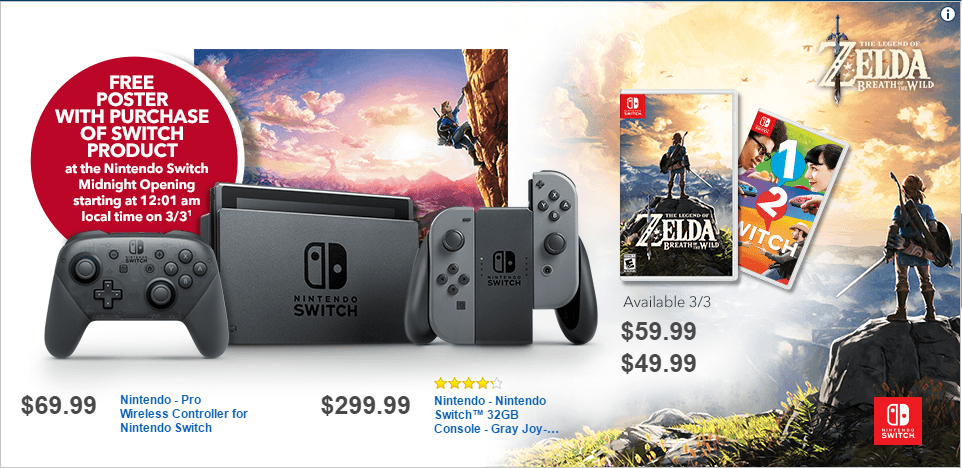 FREE
POSTER
WITH PURCHASE
OF SWITCH
PRODUCT
at the Nintendo Switch
Midnight Opening
starting at 12:01 am
local time on 3/3¹
NINTENDO
SWITCH
NINTENDO
SWITCH
NINTENDO
SWITCH
THE LEGEND OF
ZELDA
BREATH OF THE WILD
THE LEGEND OF
ZELDA
BREATH OF THE WILD
1
2
SWITCH
Available 3/3
$59.99
$49.99
$69.99
Nintendo - Pro
Wireless Controller for
Nintendo Switch
$299.99
Nintendo - Nintendo
Switch™ 32GB
Console - Gray Joy-...
NINTENDO
SWITCH